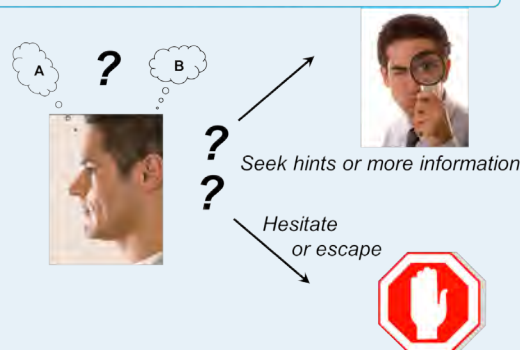 A
?
B
?
Seek hints or more information
?
Hesitate
or escape